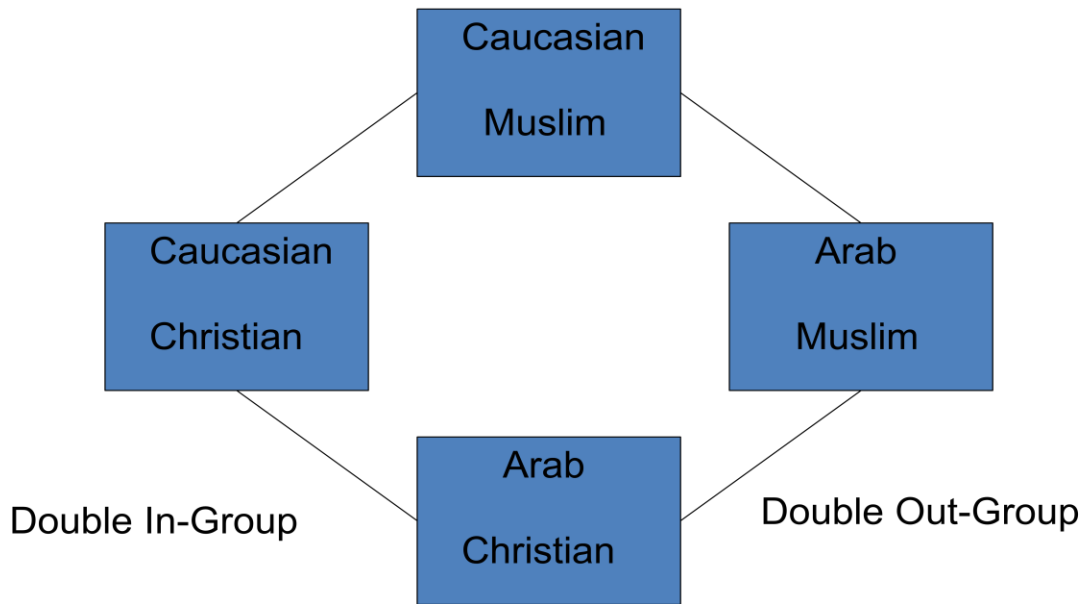 Caucasian
Muslim
Caucasian
Christian
Arab
Muslim
Arab
Christian
Double In-Group
Double Out-Group